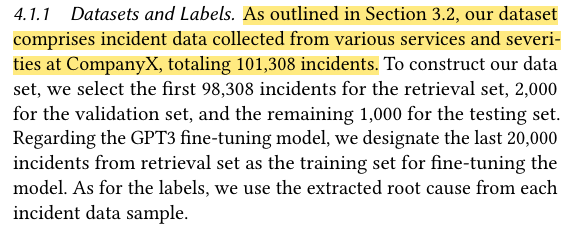 4.1.1 Datasets and Labels. As outlined in Section 3.2, our dataset
comprises incident data collected from various services and severi-
ties at CompanyX, totaling 101,308 incidents. To construct our data
set, we select the first 98,308 incidents for the retrieval set, 2,000
for the validation set, and the remaining 1,000 for the testing set.
Regarding the GPT3 fine-tuning model, we designate the last 20,000
incidents from retrieval set as the training set for fine-tuning the
model. As for the labels, we use the extracted root cause from each
incident data sample.